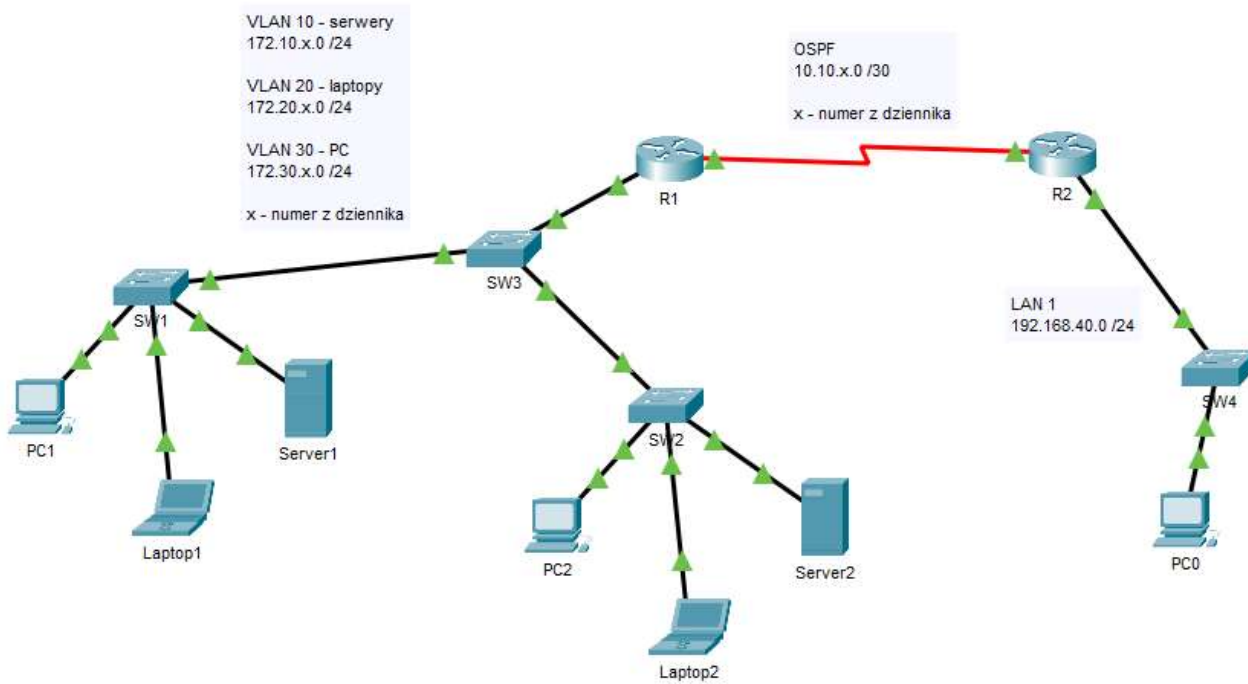 VLAN 10 - serwery
172.10.x.0 /24
VLAN 20 - laptopy
172.20.x.0 /24
VLAN 30 - PC
172.30.x.0 /24
x - numer z dziennika
OSPF
10.10.x.0 /30
x - numer z dziennika
R1
R2
SW3
SW1
LAN 1
192.168.40.0 /24
SW4
SW2
PC1
Server1
Laptop1
PC2
Server2
PC0
Laptop2